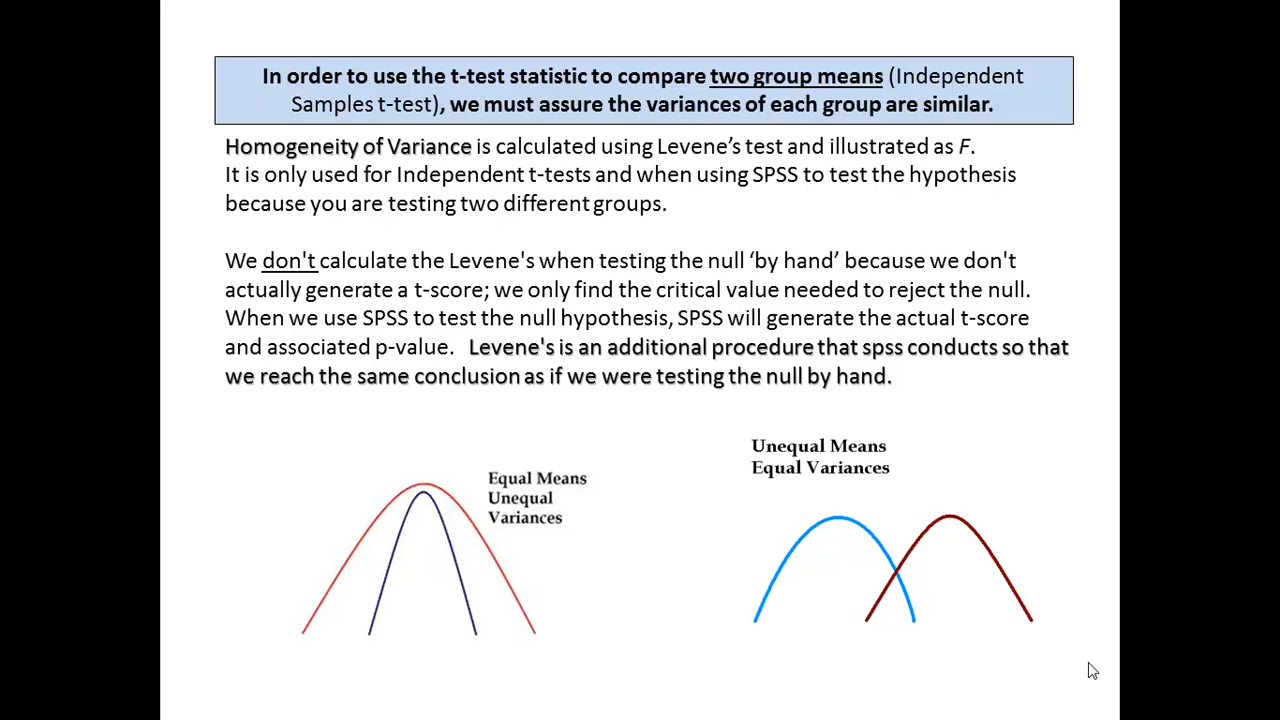 In order to use the t-test statistic to compare two group means (Independent
Samples t-test), we must assure the variances of each group are similar.
Homogeneity of Variance is calculated using Levene’s test and illustrated as F.
It is only used for Independent t-tests and when using SPSS to test the hypothesis
because you are testing two different groups.
We don't calculate the Levene's when testing the null ‘by hand’ because we don't
actually generate a t-score; we only find the critical value needed to reject the null.
When we use SPSS to test the null hypothesis, SPSS will generate the actual t-score
and associated p-value. Levene's is an additional procedure that spss conducts so that
we reach the same conclusion as if we were testing the null by hand.
Equal Means
Unequal
Variances
Unequal Means
Equal Variances